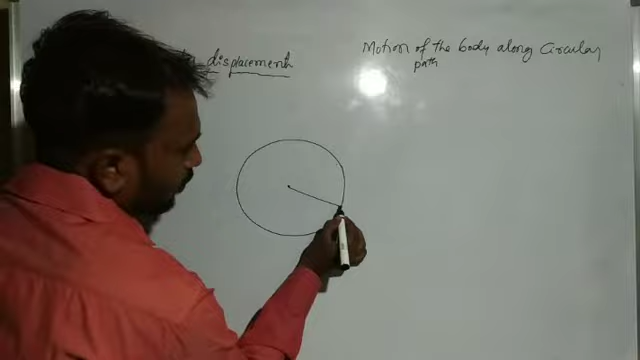 displacement
Motion of the body along Circular
path